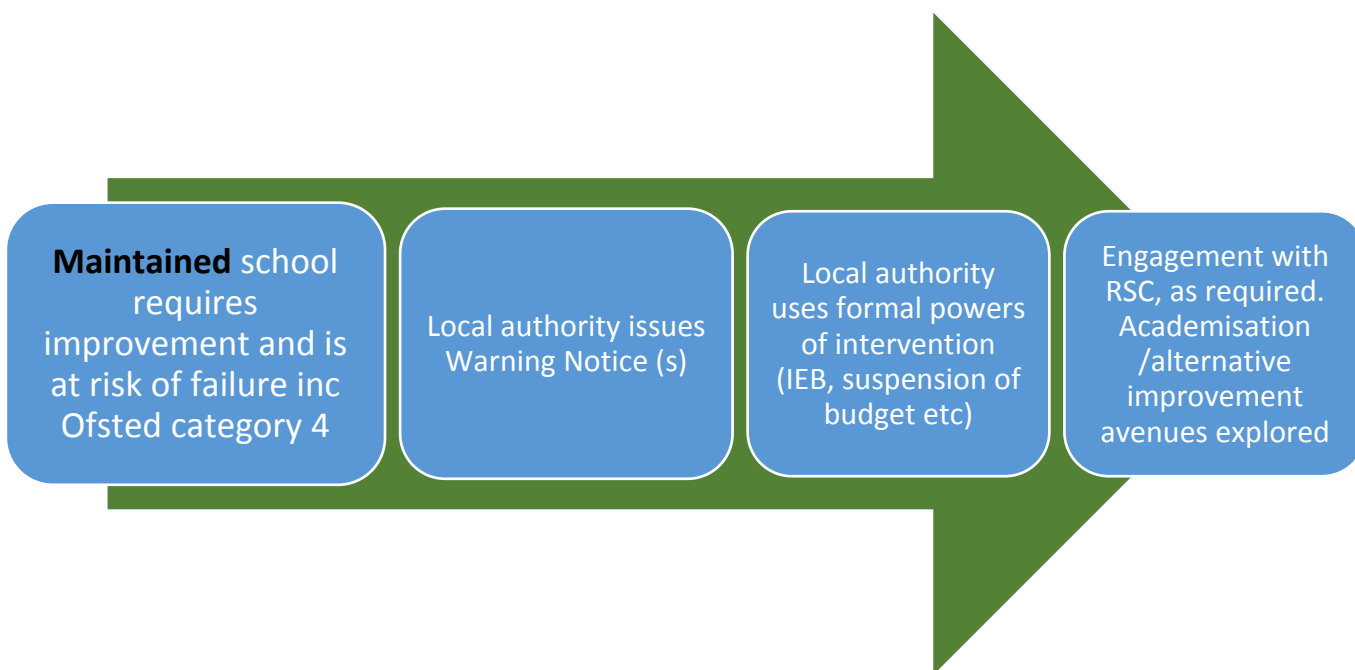 Maintained school
requires
improvement and is
at risk of failure inc
Ofsted category 4
Local authority issues
Warning Notice (s)
Local authority
uses formal powers
of intervention
(IEB, suspension of
budget etc)
Engagement with
RSC, as required.
Academisation
/alternative
improvement
avenues explored